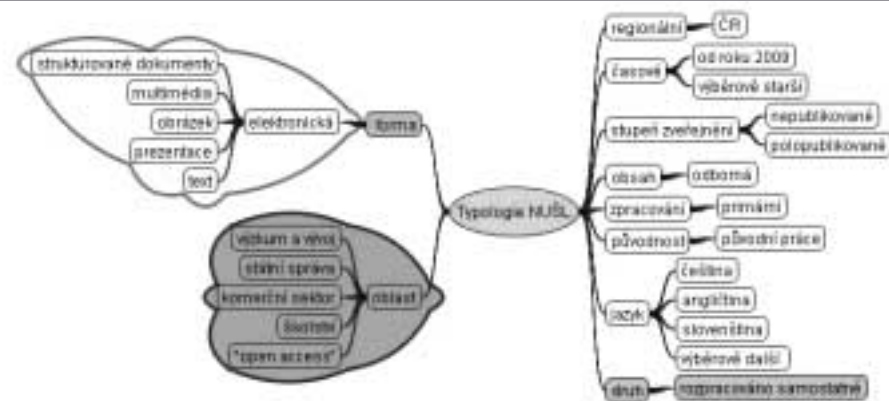 strukturované dokumenty
multimédia
obrázek
prezentace
text
elektronická
forma
výzkum a vývoj
státní správa
komerční sektor
školství
"open access"
oblast
Typologie NUŠL
regionální
ČR
časové
od roku 2009
výběrově starší
stupeň zveřejnění
nepublikované
polopublikované
obsah
odborná
zpracování
primární
původnost
původní práce
jazyk
čeština
angličtina
slovenština
výběrově další
druh
rozpracováno samostatně